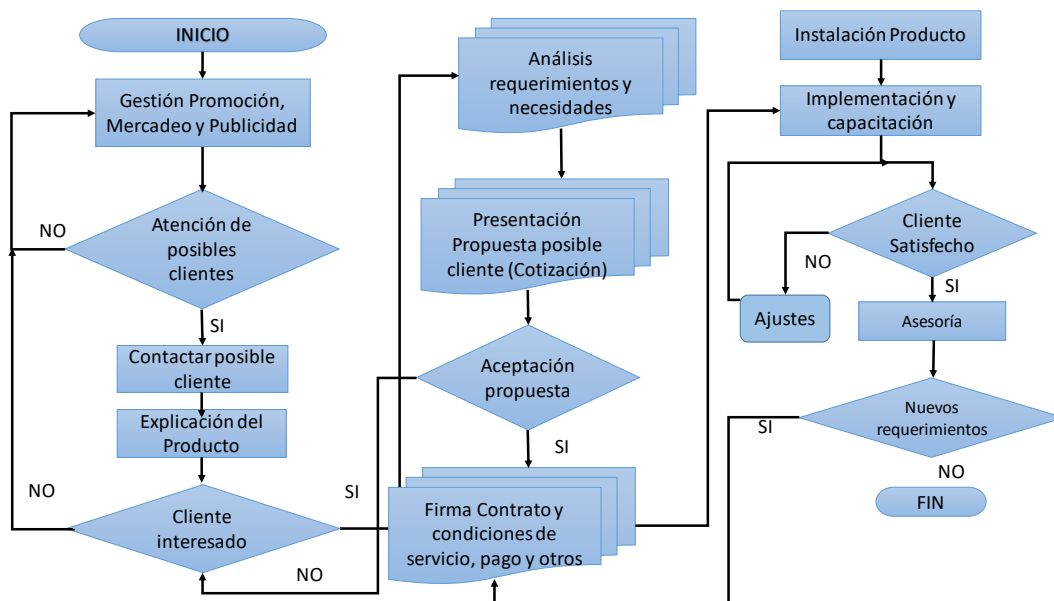 INICIO
Gestión Promoción,
Mercadeo y Publicidad
NO
Atención de
posibles
clientes
SI
Contactar posible
cliente
Explicación del
Producto
NO
Cliente
interesado
SI
Análisis
requerimientos y
necesidades
Presentación
Propuesta posible
cliente (Cotización)
Aceptación
propuesta
SI
NO
Firma Contrato y
condiciones de
servicio, pago y otros
Instalación Producto
Implementación y
capacitación
Cliente
Satisfecho
NO
SI
Ajustes
Asesoría
Nuevos
requerimientos
SI
NO
FIN